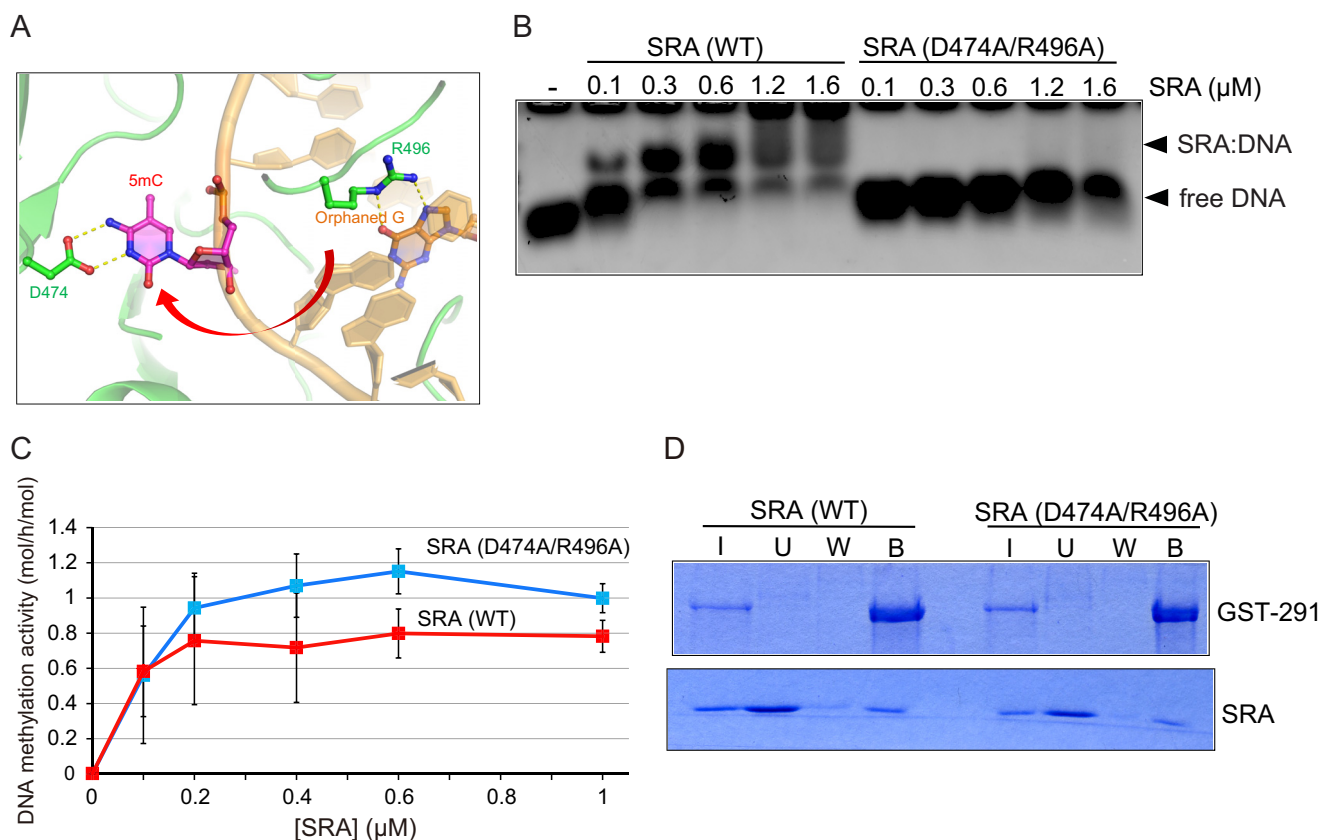 A
5mC
D474
R496
Orphaned G
B
SRA (WT) SRA (D474A/R496A)
- 0.1 0.3 0.6 1.2 1.6 0.1 0.3 0.6 1.2 1.6 SRA (µM)
SRA:DNA
free DNA
C
DNA methylation activity (mol/h/mol)
1.4
1.2
1
0.8
0.6
0.4
0.2
0
SRA (D474A/R496A)
SRA (WT)
0 0.2 0.4 0.6 0.8 1
[SRA] (µM)
D
SRA (WT) SRA (D474A/R496A)
I U W B I U W B
GST-291
SRA